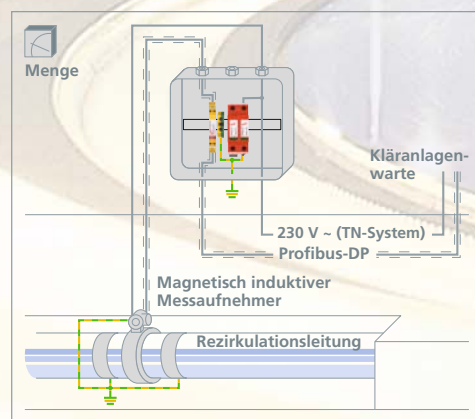 Menge
Kläranlagen-
warte
230 V ~ (TN-System)
Profibus-DP
Magnetisch induktiver
Messaufnehmer
Rezirkulationsleitung